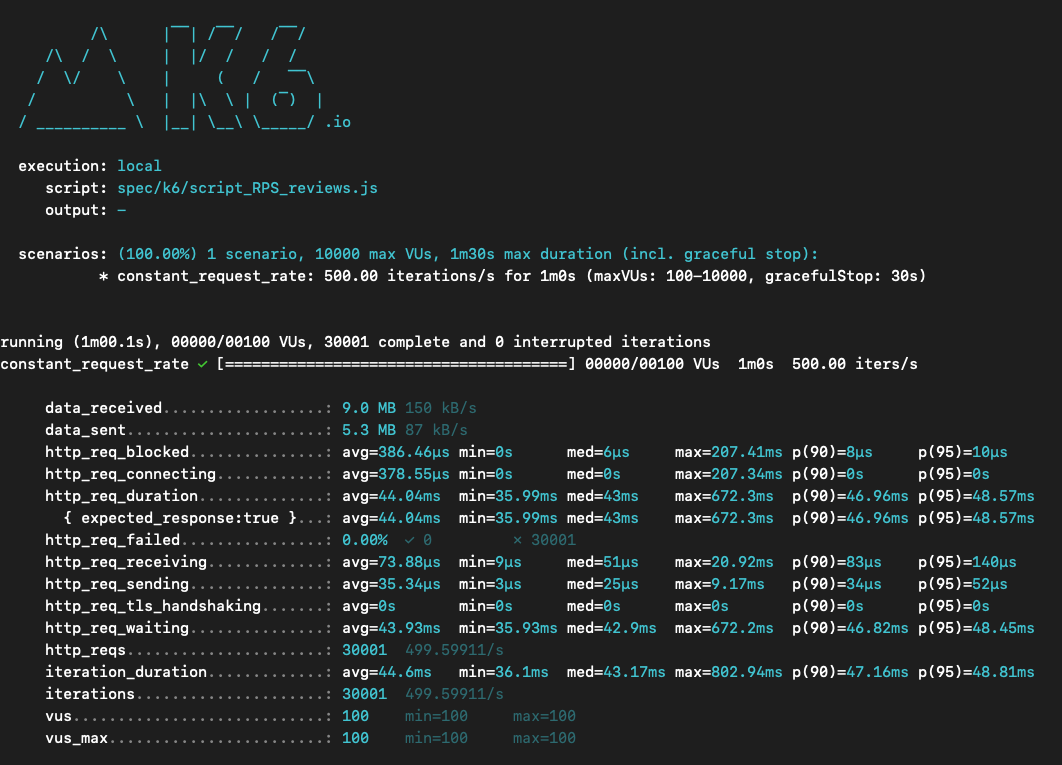 /\      |‾‾| /‾‾/   /‾‾/
     /\  /  \     |  |/  /   /  /
    /  \/    \    |     (   /   ‾‾\
   /          \   |  |\  \ |  (‾)  |
  / __________ \  |__| \__\ \_____/ .io

  execution: local
     script: spec/k6/script_RPS_reviews.js
     output: -

  scenarios: (100.00%) 1 scenario, 10000 max VUs, 1m30s max duration (incl. graceful stop):
           * constant_request_rate: 500.00 iterations/s for 1m0s (maxVUs: 100-10000, gracefulStop: 30s)

running (1m00.1s), 00000/00100 VUs, 30001 complete and 0 interrupted iterations
constant_request_rate ✓ [======================================] 00000/00100 VUs  1m0s  500.00 iters/s

     data_received..................: 9.0 MB 150 kB/s
     data_sent......................: 5.3 MB 87 kB/s
     http_req_blocked...............: avg=386.46µs min=0s      med=6µs     max=207.41ms p(90)=8µs     p(95)=10µs
     http_req_connecting............: avg=378.55µs min=0s      med=0s      max=207.34ms p(90)=0s      p(95)=0s
     http_req_duration..............: avg=44.04ms  min=35.99ms med=43ms    max=672.3ms  p(90)=46.96ms p(95)=48.57ms
       { expected_response:true }...: avg=44.04ms  min=35.99ms med=43ms    max=672.3ms  p(90)=46.96ms p(95)=48.57ms
     http_req_failed................: 0.00%  ✓ 0         ✗ 30001
     http_req_receiving.............: avg=73.88µs  min=9µs     med=51µs    max=20.92ms  p(90)=83µs    p(95)=140µs
     http_req_sending...............: avg=35.34µs  min=3µs     med=25µs    max=9.17ms   p(90)=34µs    p(95)=52µs
     http_req_tls_handshaking.......: avg=0s       min=0s      med=0s      max=0s       p(90)=0s      p(95)=0s
     http_req_waiting...............: avg=43.93ms  min=35.93ms med=42.9ms  max=672.2ms  p(90)=46.82ms p(95)=48.45ms
     http_reqs......................: 30001  499.59911/s
     iteration_duration.............: avg=44.6ms   min=36.1ms  med=43.17ms max=802.94ms p(90)=47.16ms p(95)=48.81ms
     iterations.....................: 30001  499.59911/s
     vus............................: 100    min=100     max=100
     vus_max........................: 100    min=100     max=100